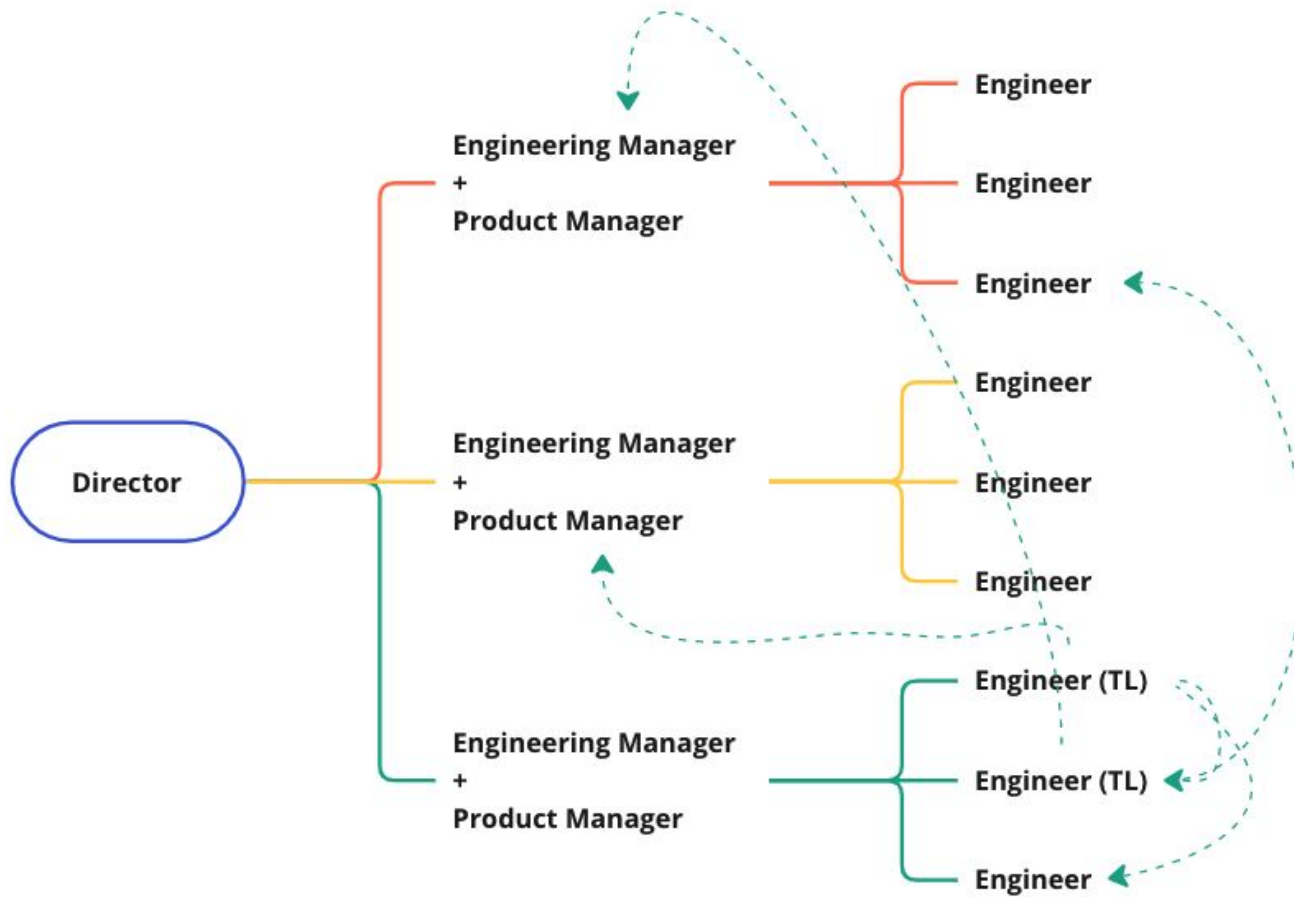 Director
Engineering Manager
+
Product Manager
Engineer
Engineer
Engineer
Engineering Manager
+
Product Manager
Engineer
Engineer
Engineer
Engineering Manager
+
Product Manager
Engineer (TL)
Engineer (TL)
Engineer